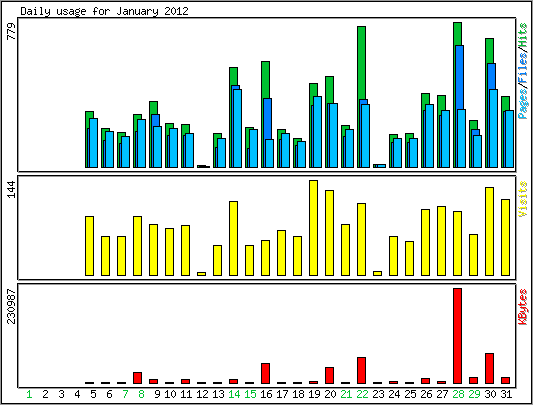 Daily usage for January 2012
779
Pages/Files/Hits
144
Visits
230987
KBytes
1 2 3 4 5 6 7 8 9 10 11 12 13 14 15 16 17 18 19 20 21 22 23 24 25 26 27 28 29 30 31